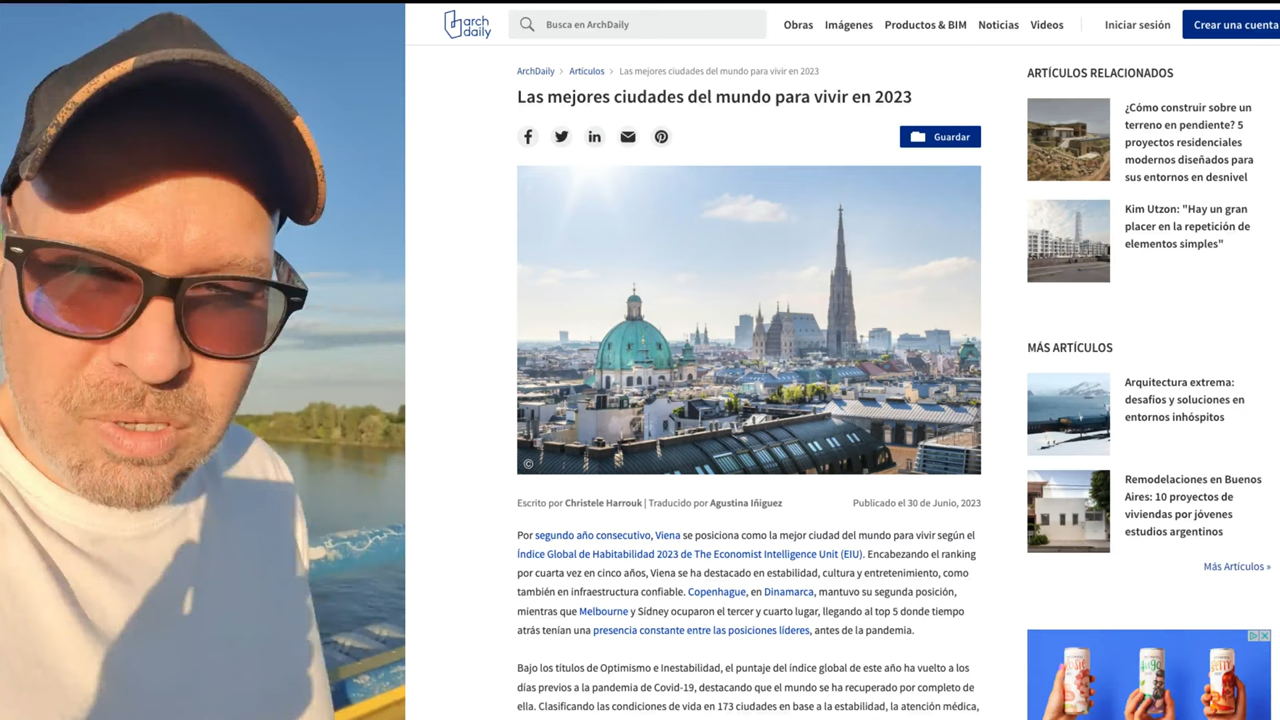 arch
daily
Busca en ArchDaily
Obras
Imágenes
Productos & BIM
Noticias
Videos
Iniciar sesión
Crear una cuenta
ArchDaily > Artículos > Las mejores ciudades del mundo para vivir en 2023
Las mejores ciudades del mundo para vivir en 2023
Guardar
©
Escrito por Christele Harrouk | Traducido por Agustina Iñiguez
Publicado el 30 de Junio, 2023
Por segundo año consecutivo, Viena se posiciona como la mejor ciudad del mundo para vivir según el
Índice Global de Habitabilidad 2023 de The Economist Intelligence Unit (EIU). Encabezando el ranking
por cuarta vez en cinco años, Viena se ha destacado en estabilidad, cultura y entretenimiento, como
también en infraestructura confiable. Copenhague, en Dinamarca, mantuvo su segunda posición,
mientras que Melbourne y Sídney ocuparon el tercer y cuarto lugar, llegando al top 5 donde tiempo
atrás tenían una presencia constante entre las posiciones líderes, antes de la pandemia.
Bajo los títulos de Optimismo e Inestabilidad, el puntaje del índice global de este año ha vuelto a los
días previos a la pandemia de Covid-19, destacando que el mundo se ha recuperado por completo de
ella. Clasificando las condiciones de vida en 173 ciudades en base a la estabilidad, la atención médica,
ARTÍCULOS RELACIONADOS
¿Cómo construir sobre un
terreno en pendiente? 5
proyectos residenciales
modernos diseñados para
sus entornos en desnivel
Kim Utzon: "Hay un gran
placer en la repetición de
elementos simples"
MÁS ARTÍCULOS
Arquitectura extrema:
desafíos y soluciones en
entornos inhóspitos
Remodelaciones en Buenos
Aires: 10 proyectos de
viviendas por jóvenes
estudios argentinos
Más Artículos »